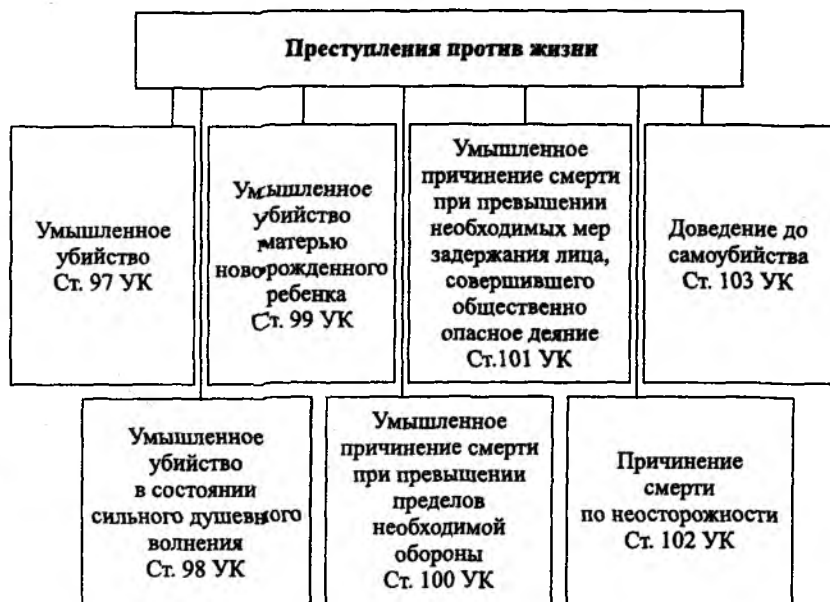 Преступления против жизни
Умышленное
убийство
Ст. 97 УК
Умышленное
убийство
матерью
новорожденного
ребенка
Ст. 99 УК
Умышленное
причинение смерти
при превышении
необходимых мер
задержания лица,
совершившего
общественно
опасное деяние
Ст.101 УК
Доведение до
самоубийства
Ст. 103 УК
Умышленное
убийство
в состоянии
сильного душевного
волнения
Ст. 98 УК
Умышленное
причинение смерти
при превышении
пределов
необходимой
обороны
Ст. 100 УК
Причинение
смерти
по неосторожности
Ст. 102 УК